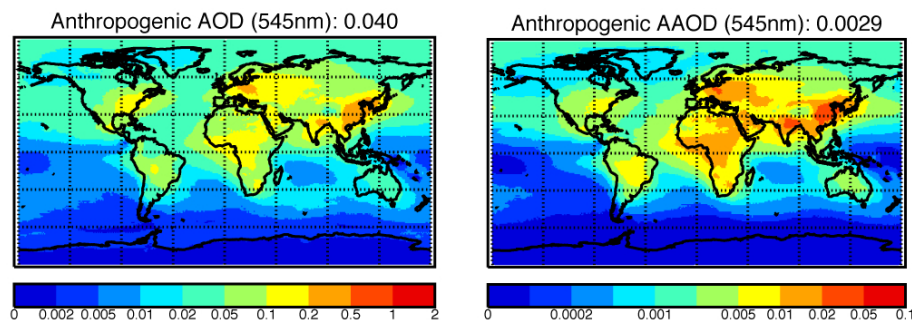 Anthropogenic AOD (545nm): 0.040
Anthropogenic AAOD (545nm): 0.0029
0 0.002 0.005 0.01 0.02 0.05 0.1 0.2 0.5 1 2
0 0.0002 0.001 0.005 0.01 0.02 0.05 0.1